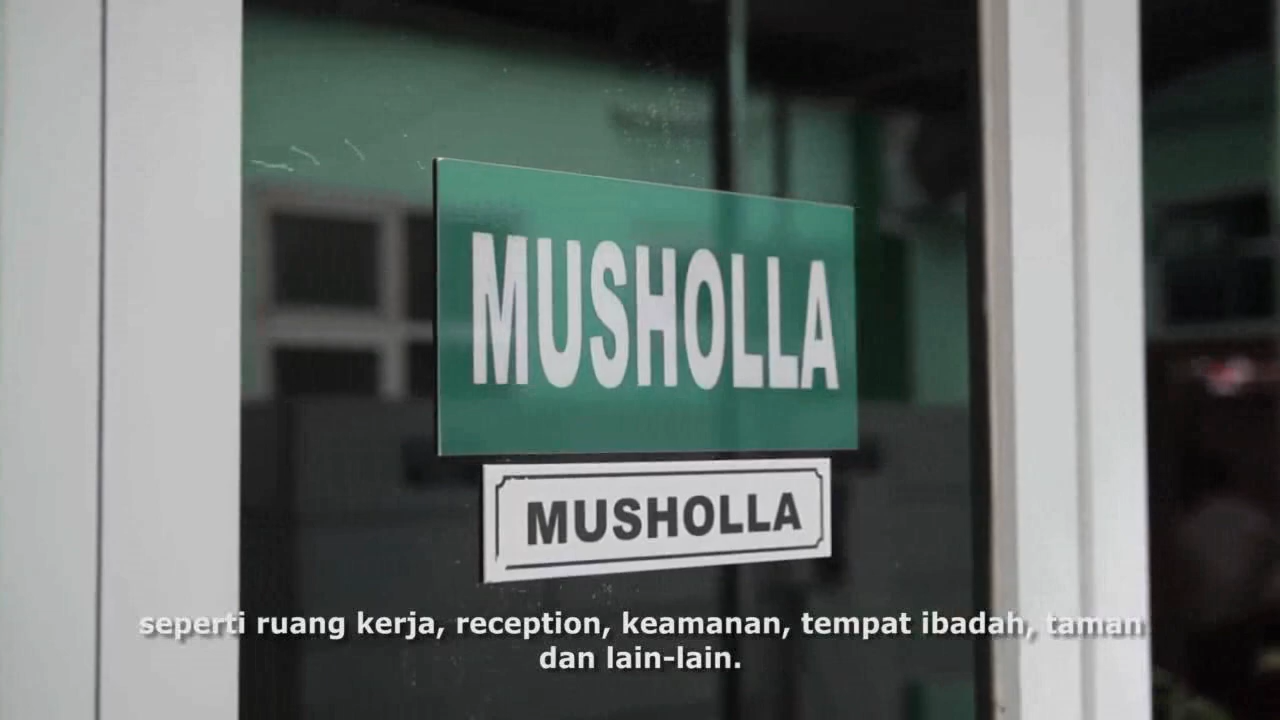 MUSHOLLA
MUSHOLLA
seperti ruang kerja, reception, keamanan, tempat ibadah, taman
dan lain-lain.